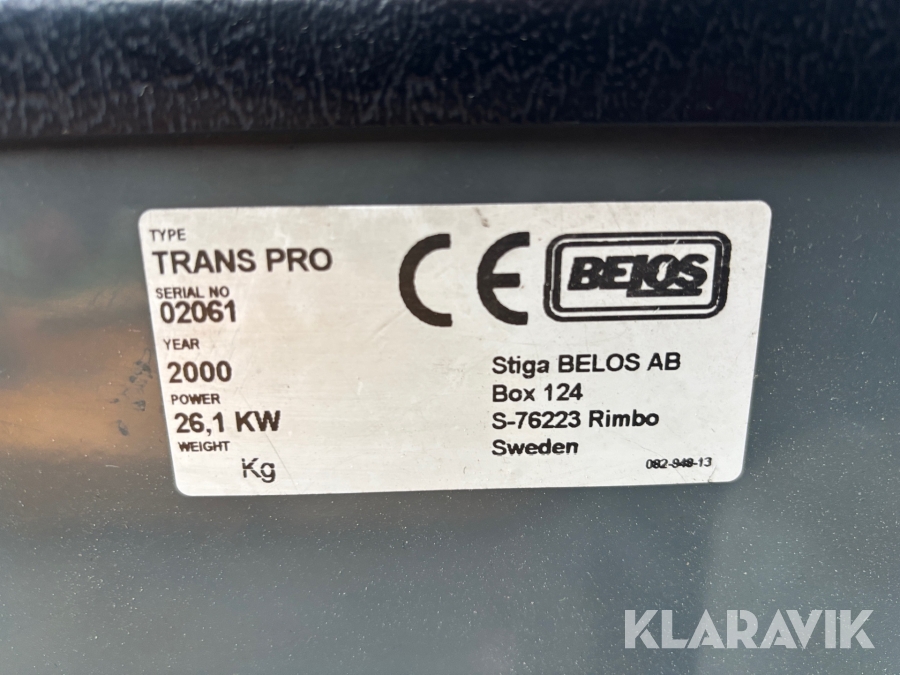 TYPE
TRANS PRO
SERIAL NO
02061
YEAR
2000
POWER
26,1 KW
WEIGHT
Kg
CE
BELOS
Stiga BELOS AB
Box 124
S-76223 Rimbo
Sweden
082-948-13
KLARAVIK